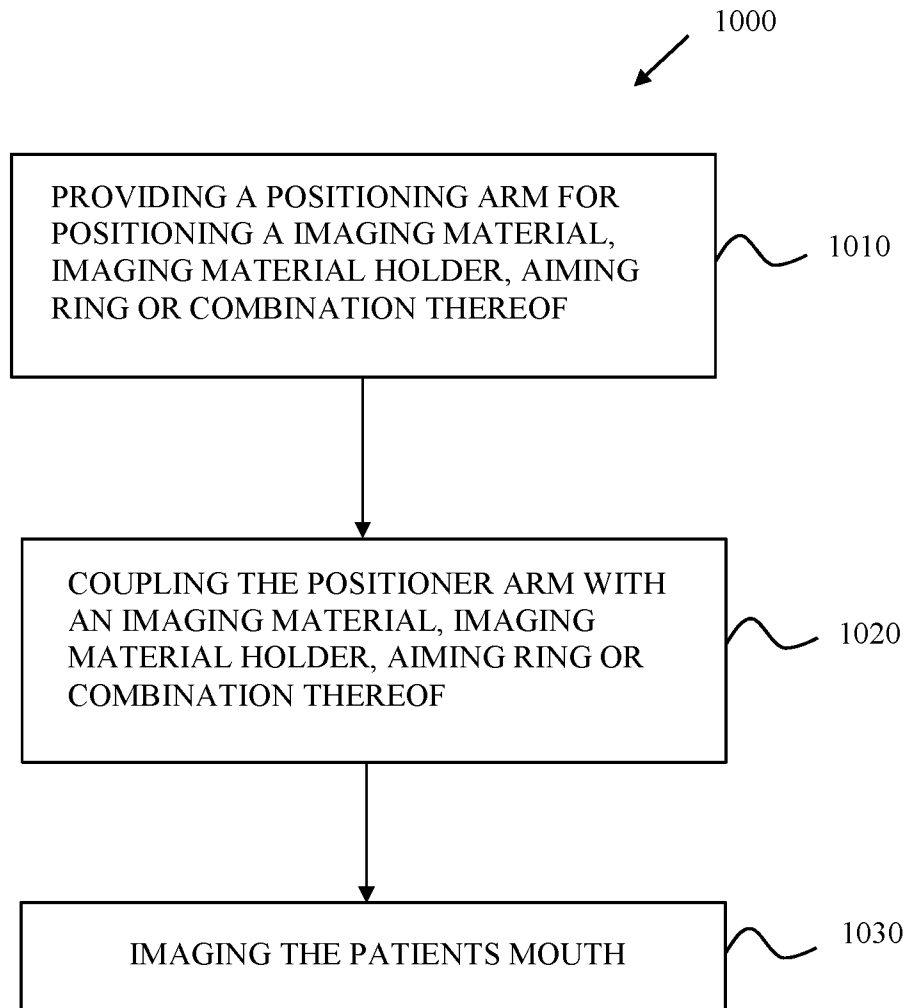 1000
PROVIDING A POSITIONING ARM FOR
POSITIONING A IMAGING MATERIAL,
IMAGING MATERIAL HOLDER, AIMING
RING OR COMBINATION THEREOF
1010
COUPLING THE POSITIONER ARM WITH
AN IMAGING MATERIAL, IMAGING
MATERIAL HOLDER, AIMING RING OR
COMBINATION THEREOF
1020
IMAGING THE PATIENTS MOUTH
1030